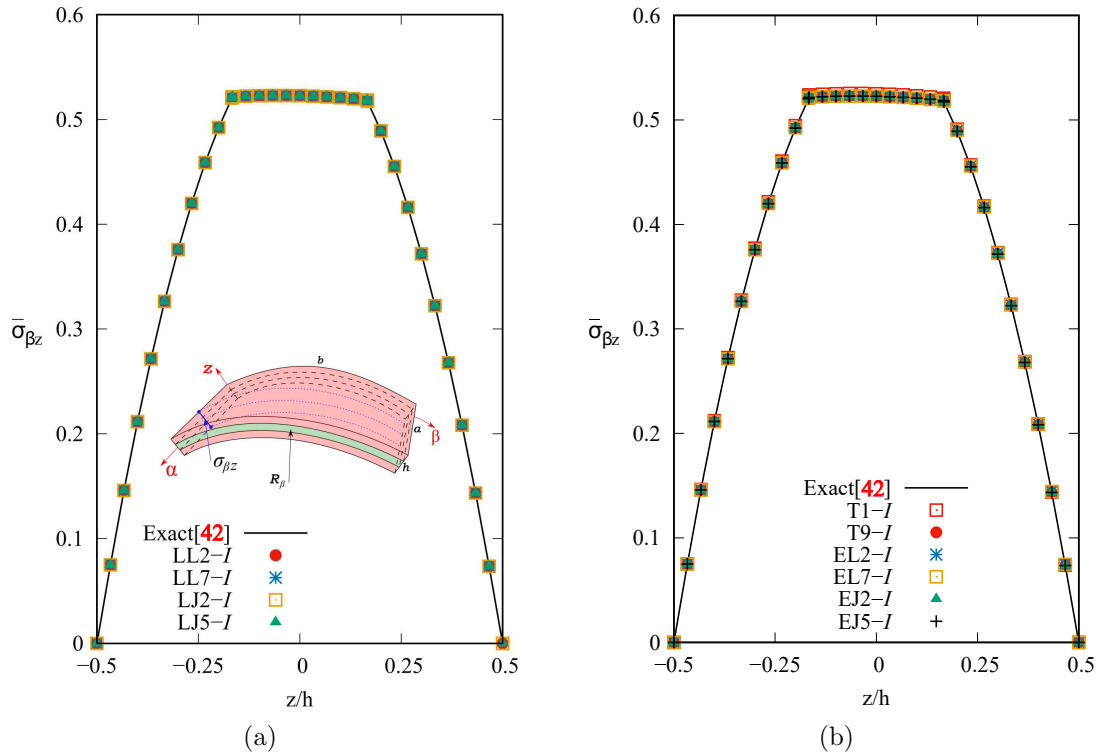 0.6
0.5
0.4
0.3
0.2
0.1
0
σ̄βz
b
z
a
β
α
σβz
Rβ
h
Exact[42]
LL2−I
LL7−I
LJ2−I
LJ5−I
−0.5
−0.25
0
0.25
0.5
z/h
(a)
0.6
0.5
0.4
0.3
0.2
0.1
0
σ̄βz
Exact[42]
T1−I
T9−I
EL2−I
EL7−I
EJ2−I
EJ5−I
−0.5
−0.25
0
0.25
0.5
z/h
(b)